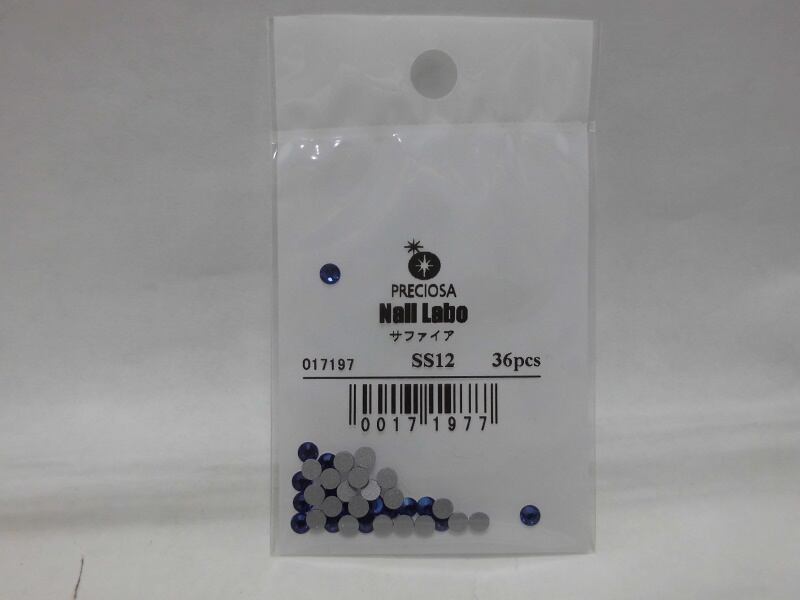 PRECIOSA
Nail Labo
サファイア
017197 SS12 36pcs
0017 1977